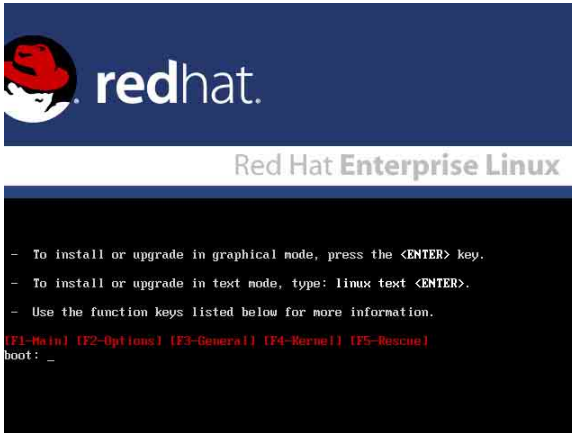 redhat.
Red Hat Enterprise Linux
- To install or upgrade in graphical mode, press the <ENTER> key.
- To install or upgrade in text mode, type: linux text <ENTER>.
- Use the function keys listed below for more information.
[F1-Main] [F2-Options] [F3-General] [F4-Kernel] [F5-Rescue]
boot: _